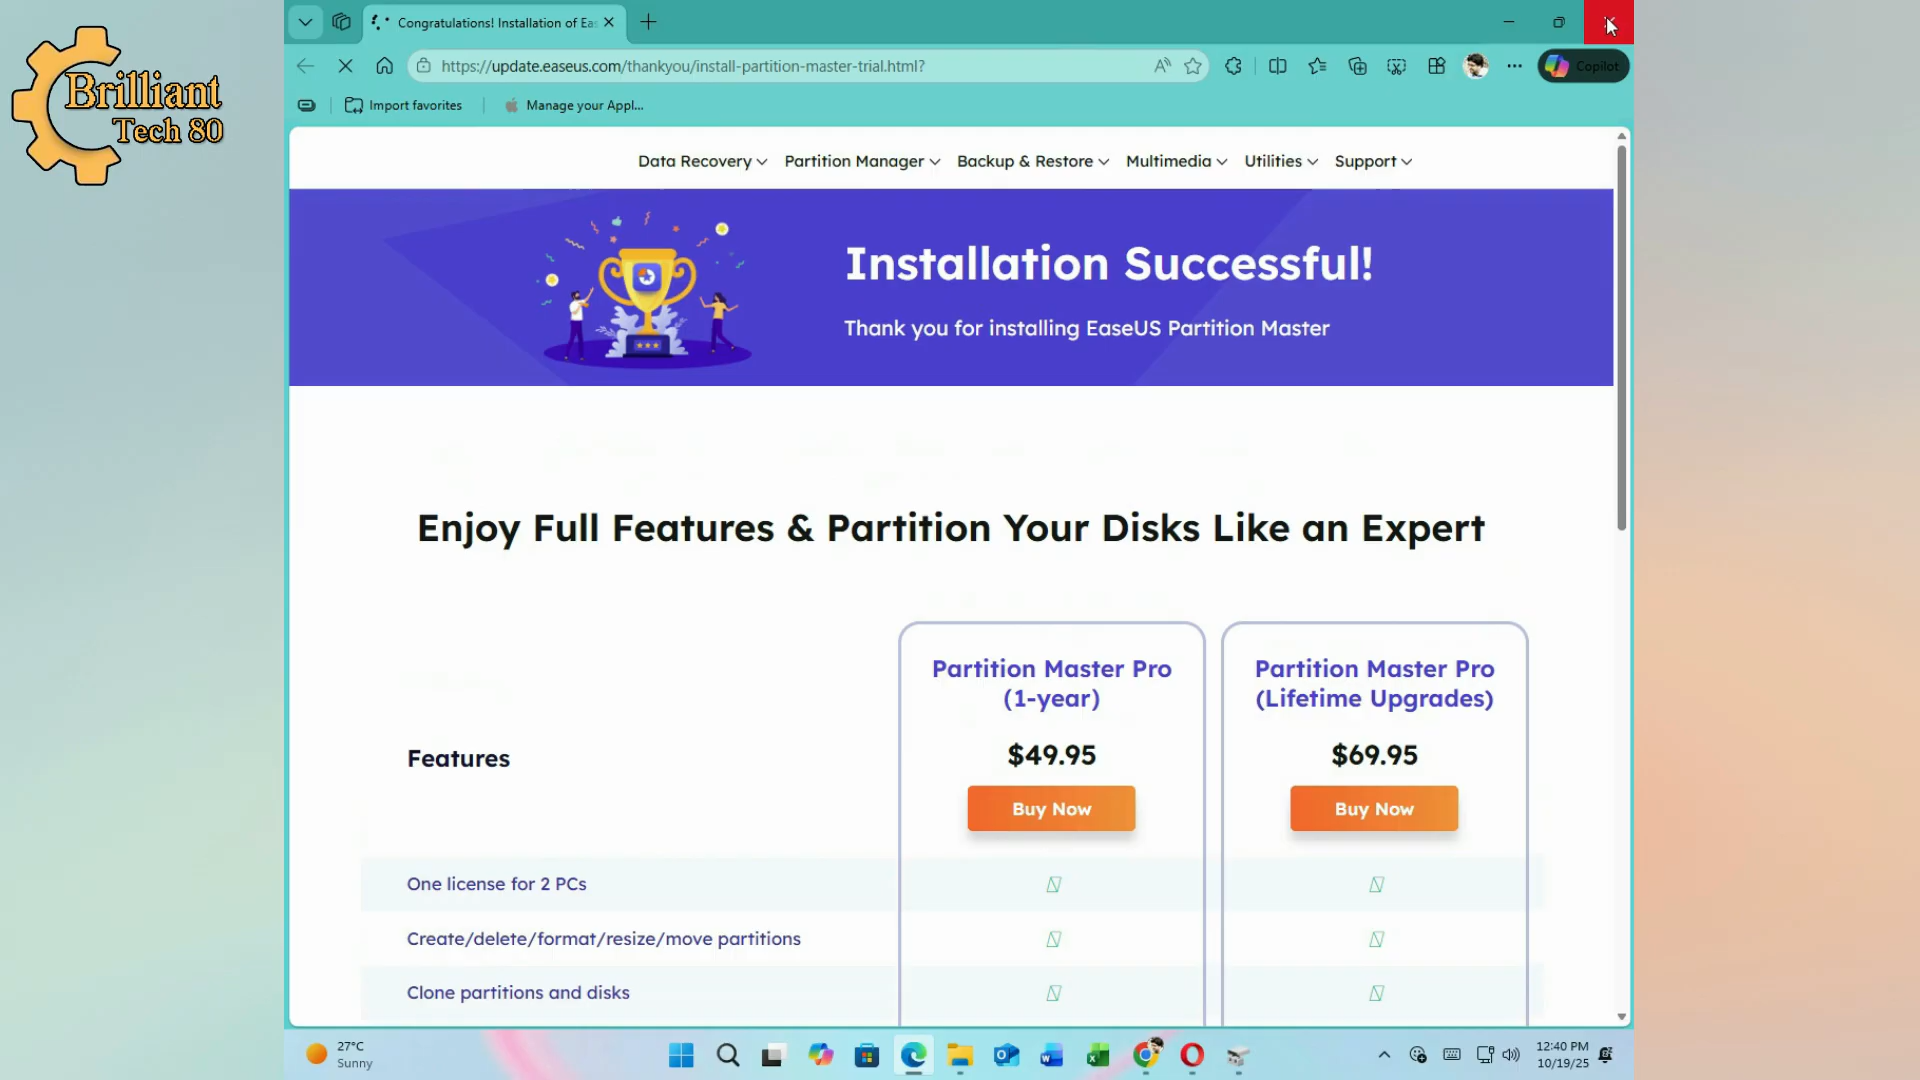 Brilliant
Tech 80
Congratulations! Installation of Eas
https://update.easeus.com/thankyou/install-partition-master-trial.html?
Copilot
Import favorites
Manage your Appl...
Data Recovery
Partition Manager
Backup & Restore
Multimedia
Utilities
Support
Installation Successful!
Thank you for installing EaseUS Partition Master
Enjoy Full Features & Partition Your Disks Like an Expert
Features
Partition Master Pro
(1-year)
$49.95
Buy Now
Partition Master Pro
(Lifetime Upgrades)
$69.95
Buy Now
One license for 2 PCs
Create/delete/format/resize/move partitions
Clone partitions and disks
27°C
Sunny
12:40 PM
10/19/25